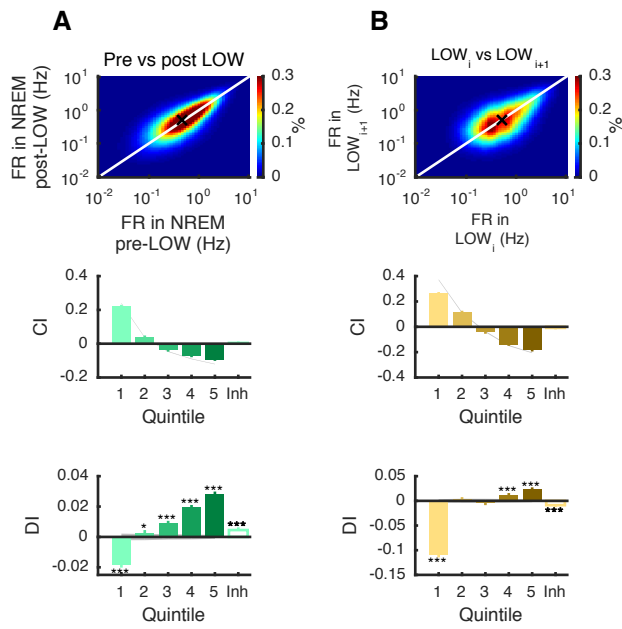 A
Pre vs post LOW
FR in NREM
post-LOW (Hz)
10^1
10^0
10^-1
10^-2
10^-2 10^-1 10^0 10^1
FR in NREM
pre-LOW (Hz)
0.3
0.2
0.1
0
%
B
LOW_i vs LOW_i+1
FR in
LOW_i+1 (Hz)
10^1
10^0
10^-1
10^-2
10^-2 10^-1 10^0 10^1
FR in
LOW_i (Hz)
0.3
0.2
0.1
0
%
CI
0.4
0.2
0
-0.2
1 2 3 4 5 Inh
Quintile
CI
0.4
0.2
0
-0.2
-0.4
1 2 3 4 5 Inh
Quintile
DI
0.04
0.02
0
-0.02
*** * *** *** *** ***
1 2 3 4 5 Inh
Quintile
DI
0.05
0
-0.05
-0.1
-0.15
*** *** *** ***
1 2 3 4 5 Inh
Quintile